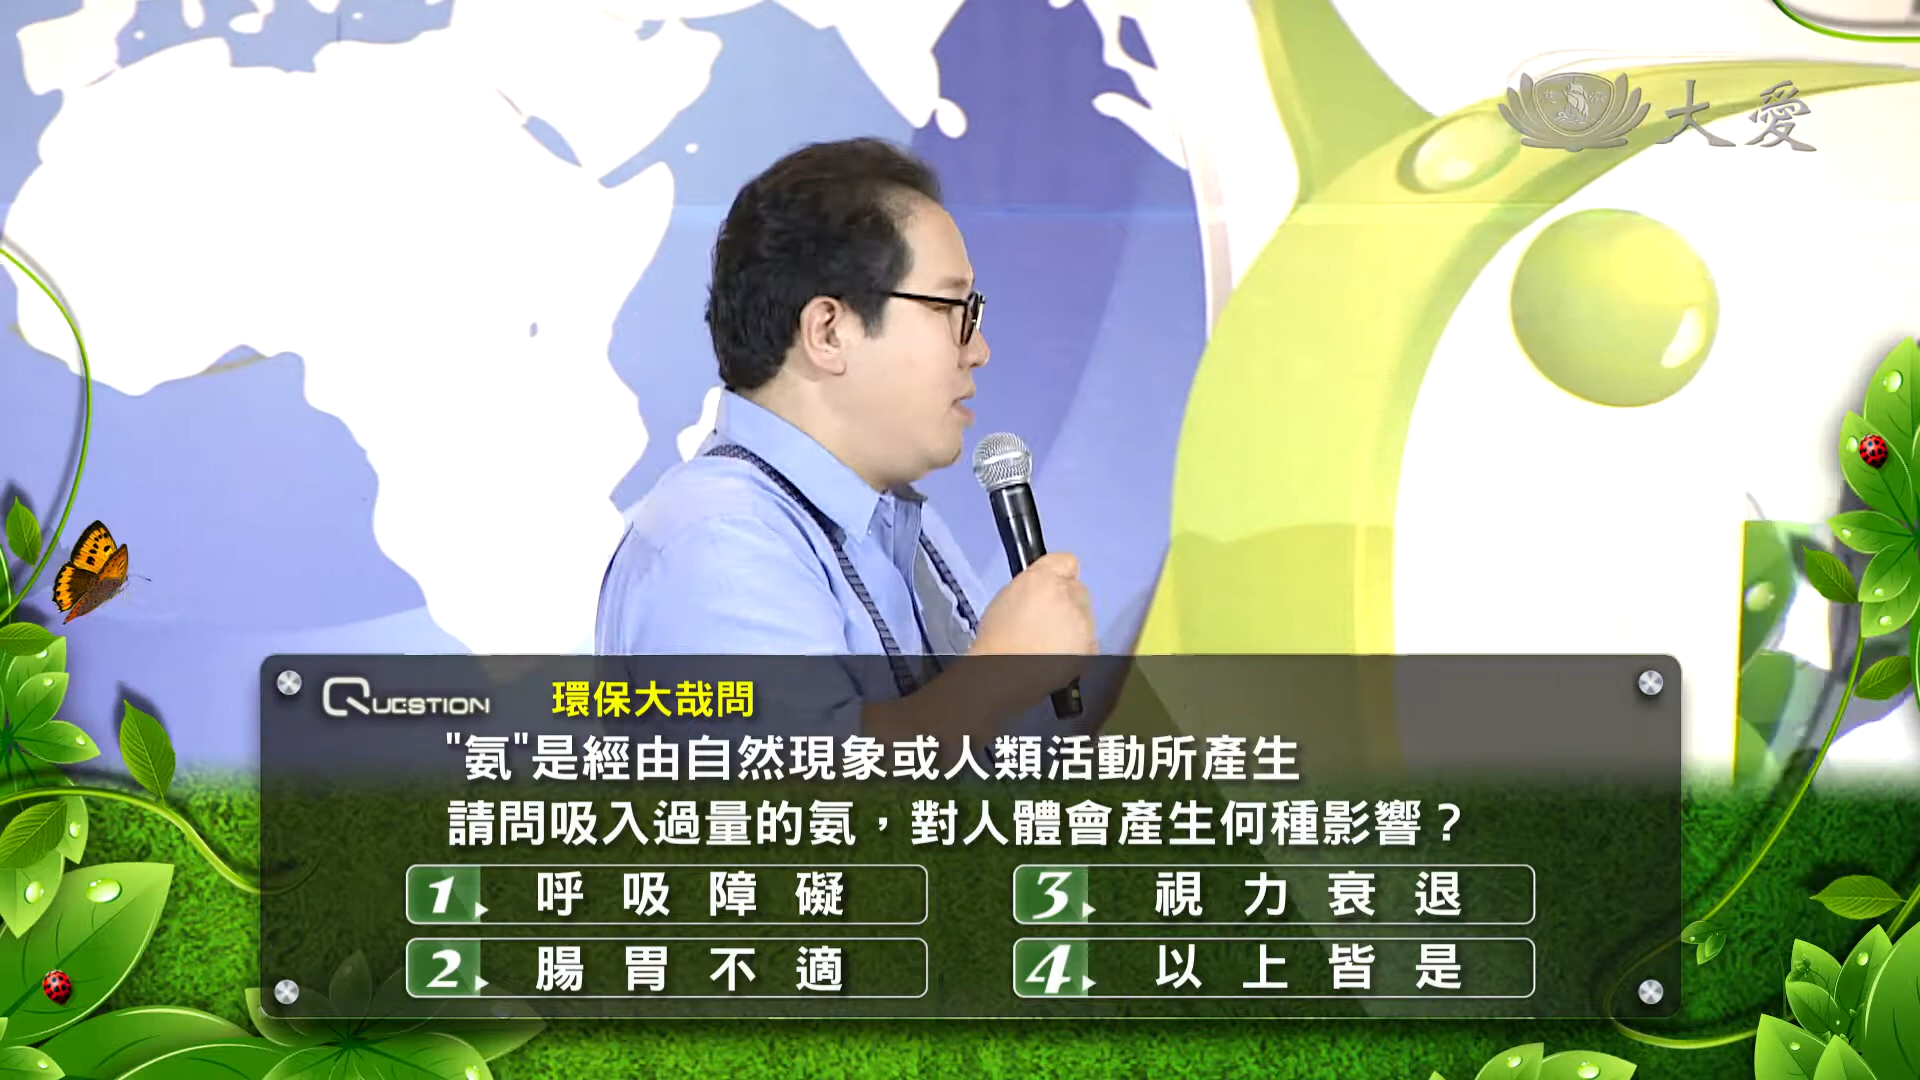 大愛
QUESTION 環保大哉問
"氨"是經由自然現象或人類活動所產生
請問吸入過量的氨，對人體會產生何種影響？
1 呼吸障礙
2 腸胃不適
3 視力衰退
4 以上皆是